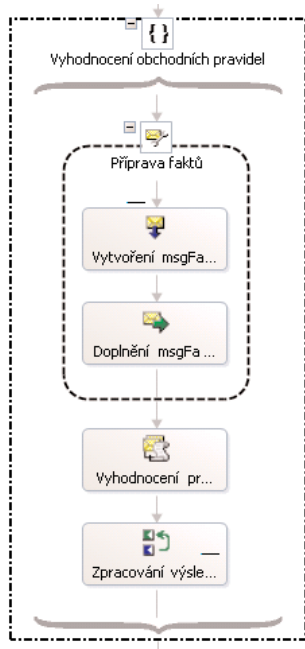 Vyhodnocení obchodních pravidel
Příprava faktů
Vytvoření msgFa...
Doplnění msgFa...
Vyhodnocení pr...
Zpracování výsle...